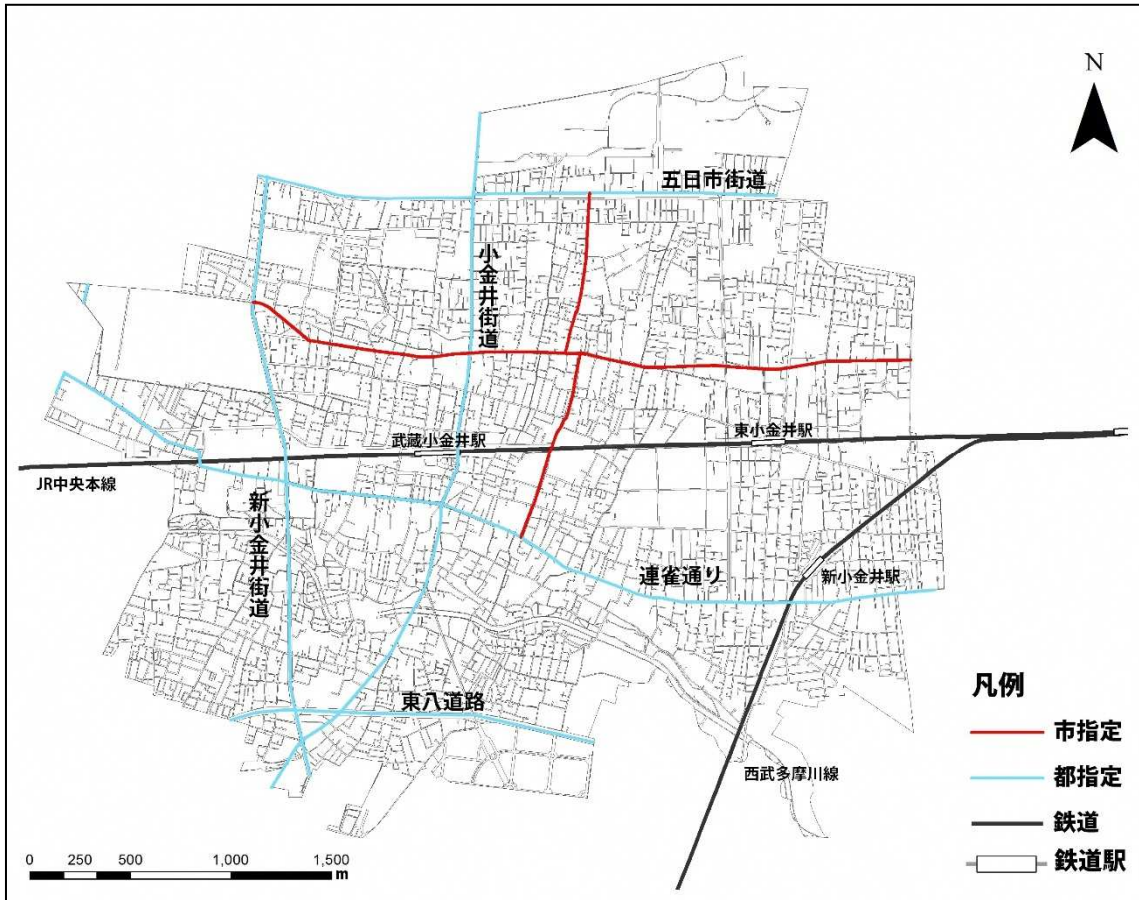 N
五日市街道
小金井街道
武蔵小金井駅
東小金井駅
JR中央本線
新小金井街道
連雀通り
新小金井駅
東八道路
西武多摩川線
凡例
市指定
都指定
鉄道
鉄道駅
0 250 500 1,000 1,500
m